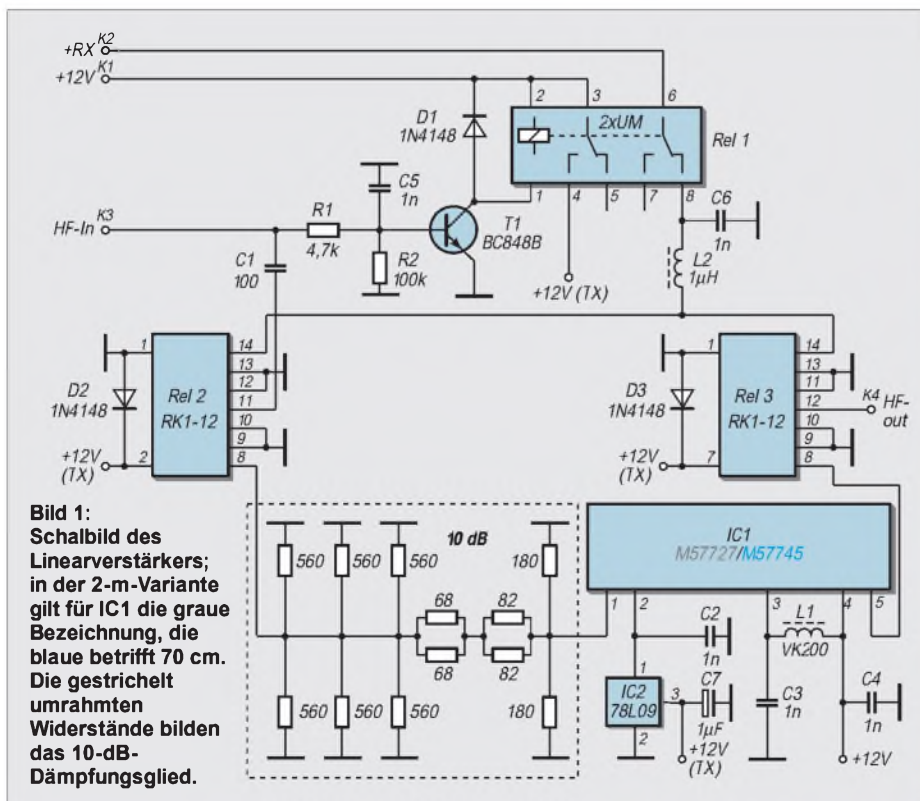 +RX K2
+12V K1
2
3
6
D1
1N4148
2xUM
Rel 1
C5
1n
1
4
5
7
8
C6
1n
HF-In K3
R1
4,7k
T1
BC848B
C1
100
R2
100k
L2
1µH
+12V (TX)
1
14
13
12
11
10
9
8
D2
1N4148
Rel 2
RK1-12
+12V
(TX)
2
1
14
13
11
12
10
9
8
D3
1N4148
Rel 3
RK1-12
K4 HF-
out
+12V
(TX)
7
Bild 1:
Schalbild des
Linearverstärkers;
in der 2-m-Variante
gilt für IC1 die graue
Bezeichnung, die
blaue betrifft 70 cm.
Die gestrichelt
umrahmten
Widerstände bilden
das 10-dB-
Dämpfungsglied.
10 dB
560
560
560
180
68
82
68
82
560
560
560
180
IC1
M57727/M57745
1
2
3
4
5
L1
VK200
C2
1n
1
IC2
78L09
3
2
C7
1µF
+12V
(TX)
C3
1n
C4
1n
+12V